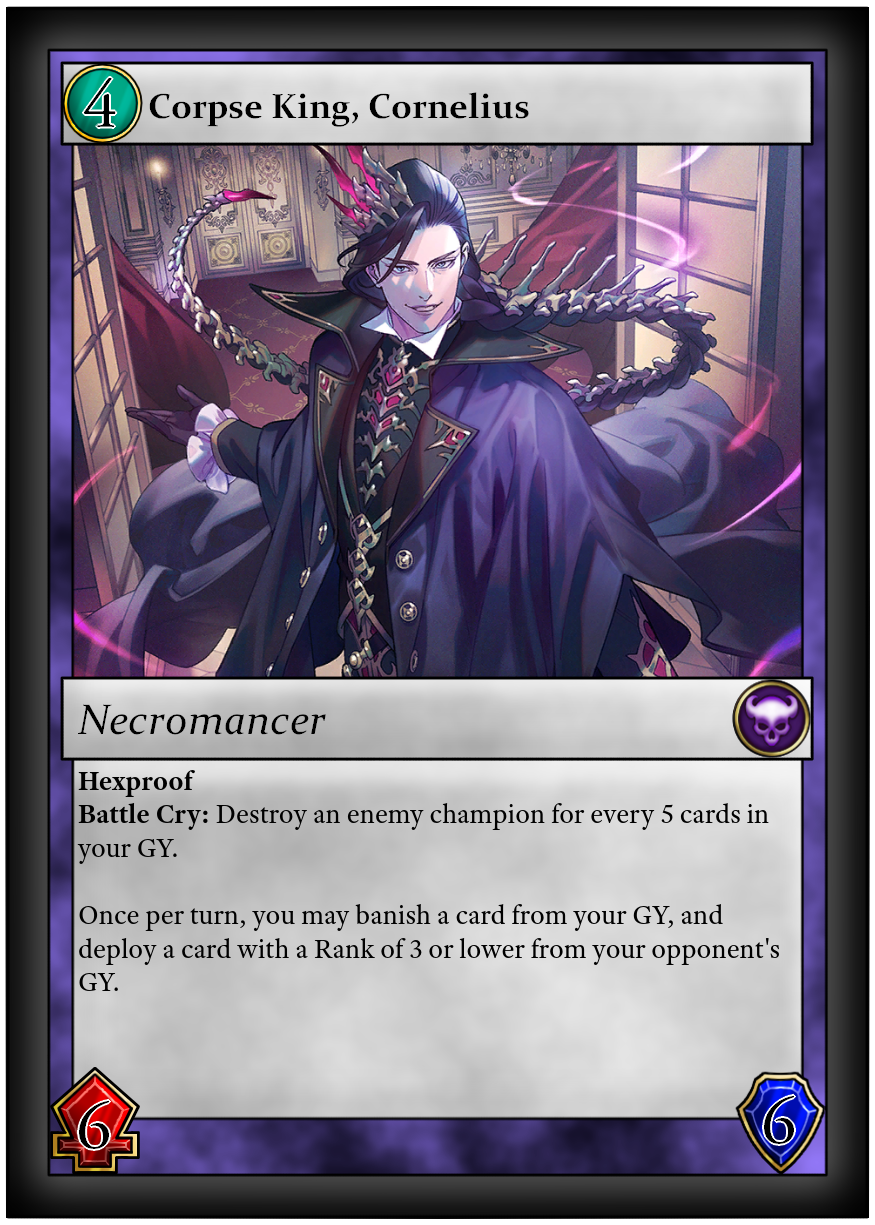 4 Corpse King, Cornelius
Necromancer
Hexproof
Battle Cry: Destroy an enemy champion for every 5 cards in
your GY.
Once per turn, you may banish a card from your GY, and
deploy a card with a Rank of 3 or lower from your opponent's
GY.
6 6